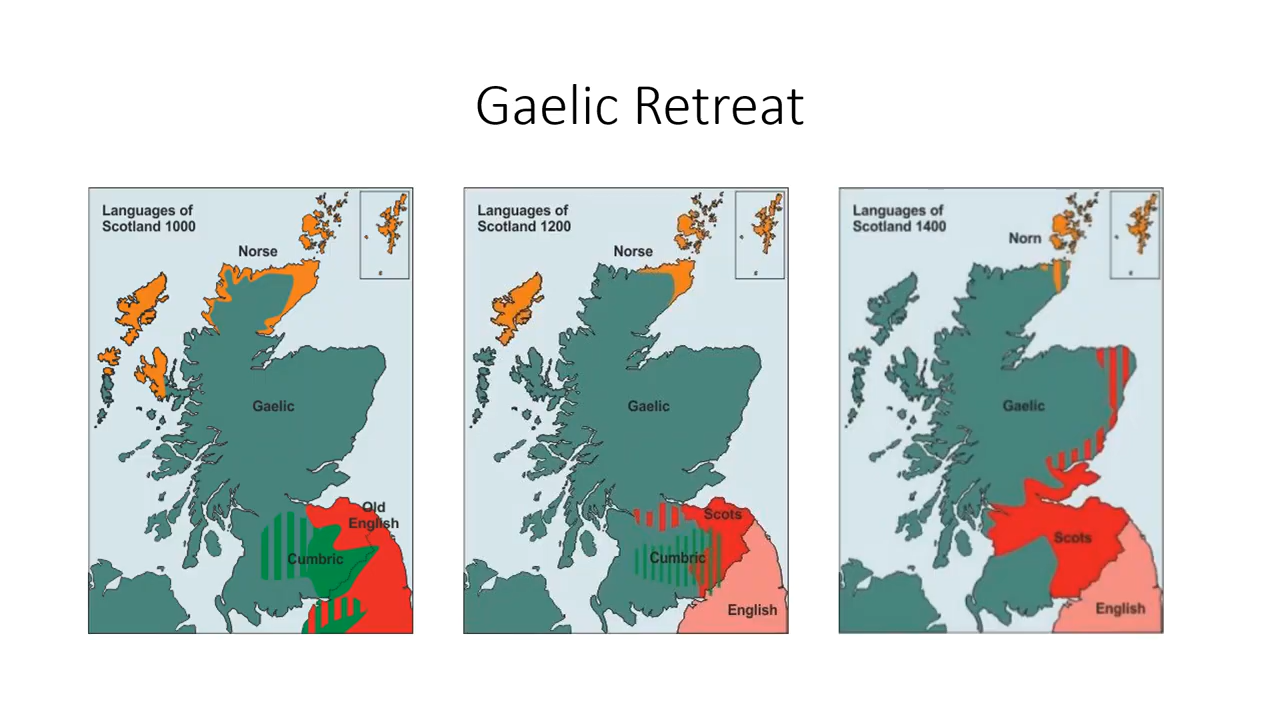 Gaelic Retreat
Languages of
Scotland 1000
Norse
Gaelic
Old
English
Cumbric
Languages of
Scotland 1200
Norse
Gaelic
Scots
Cumbric
English
Languages of
Scotland 1400
Norn
Gaelic
Scots
English